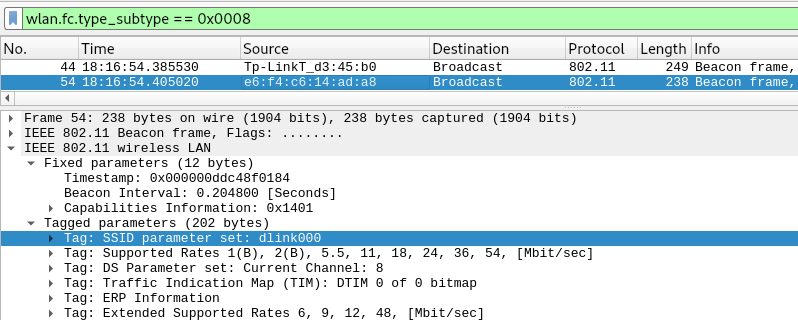 wlan.fc.type_subtype == 0x0008
No. Time Source Destination Protocol Length Info
44 18:16:54.385530 Tp-LinkT_d3:45:b0 Broadcast 802.11 249 Beacon frame,
54 18:16:54.405020 e6:f4:c6:14:ad:a8 Broadcast 802.11 238 Beacon frame,
Frame 54: 238 bytes on wire (1904 bits), 238 bytes captured (1904 bits)
IEEE 802.11 Beacon frame, Flags: ........
IEEE 802.11 wireless LAN
Fixed parameters (12 bytes)
Timestamp: 0x000000ddc48f0184
Beacon Interval: 0.204800 [Seconds]
Capabilities Information: 0x1401
Tagged parameters (202 bytes)
Tag: SSID parameter set: dlink000
Tag: Supported Rates 1(B), 2(B), 5.5, 11, 18, 24, 36, 54, [Mbit/sec]
Tag: DS Parameter set: Current Channel: 8
Tag: Traffic Indication Map (TIM): DTIM 0 of 0 bitmap
Tag: ERP Information
Tag: Extended Supported Rates 6, 9, 12, 48, [Mbit/sec]